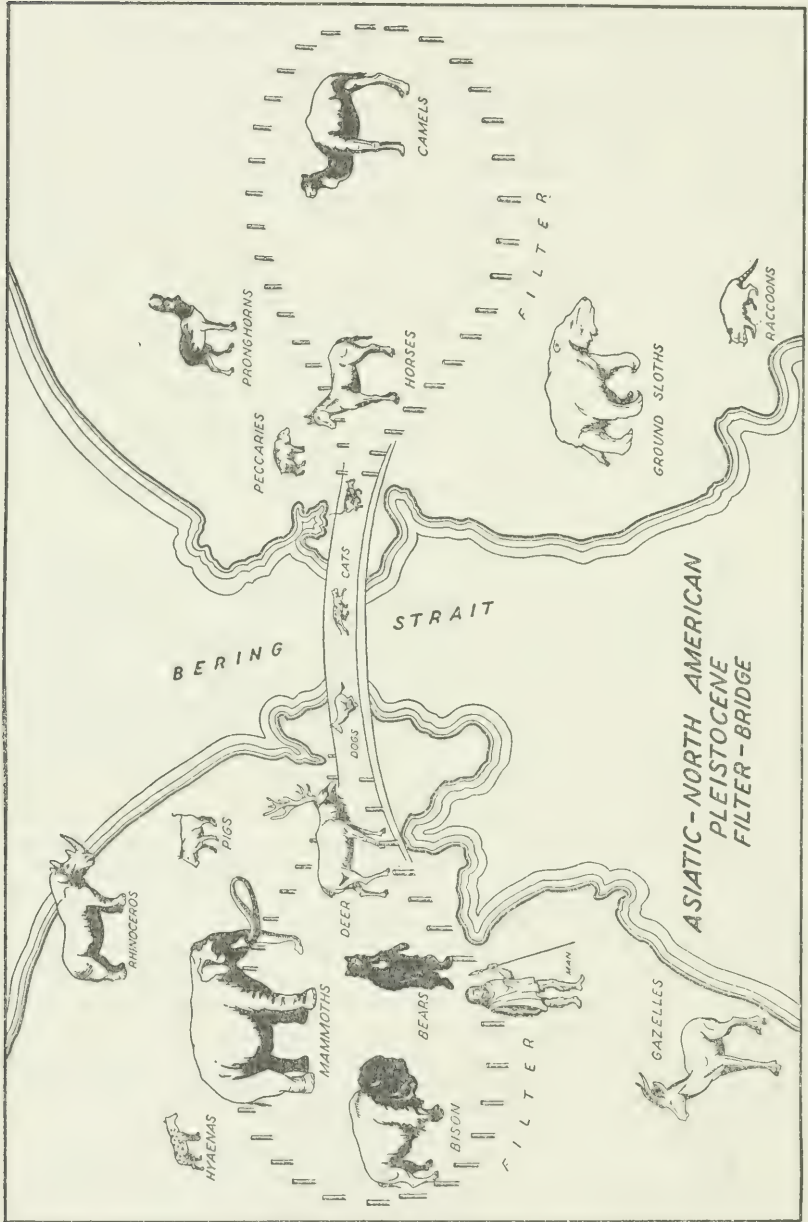 RHINOCEROS
PIGS
HYAENAS
MAMMOTHS
DEER
BISON
BEARS
MAN
FILTER
GAZELLES
DOGS
CATS
BERING
STRAIT
PECCARIES
PRONGHORNS
HORSES
CAMELS
FILTER
GROUND SLOTHS
RACCOONS
ASIATIC-NORTH AMERICAN
PLEISTOCENE
FILTER-BRIDGE